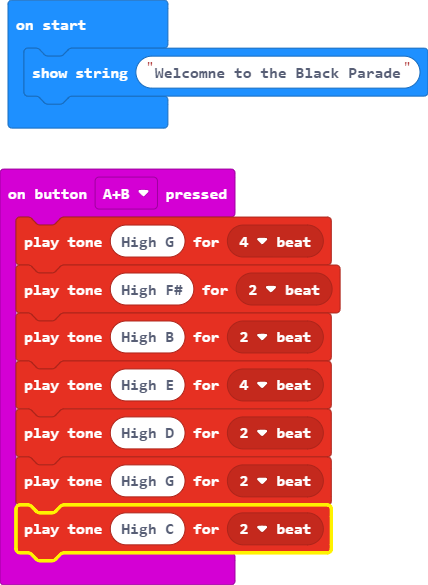 on start
show string "Welcomne to the Black Parade"
on button A+B pressed
play tone High G for 4 beat
play tone High F# for 2 beat
play tone High B for 2 beat
play tone High E for 4 beat
play tone High D for 2 beat
play tone High G for 2 beat
play tone High C for 2 beat